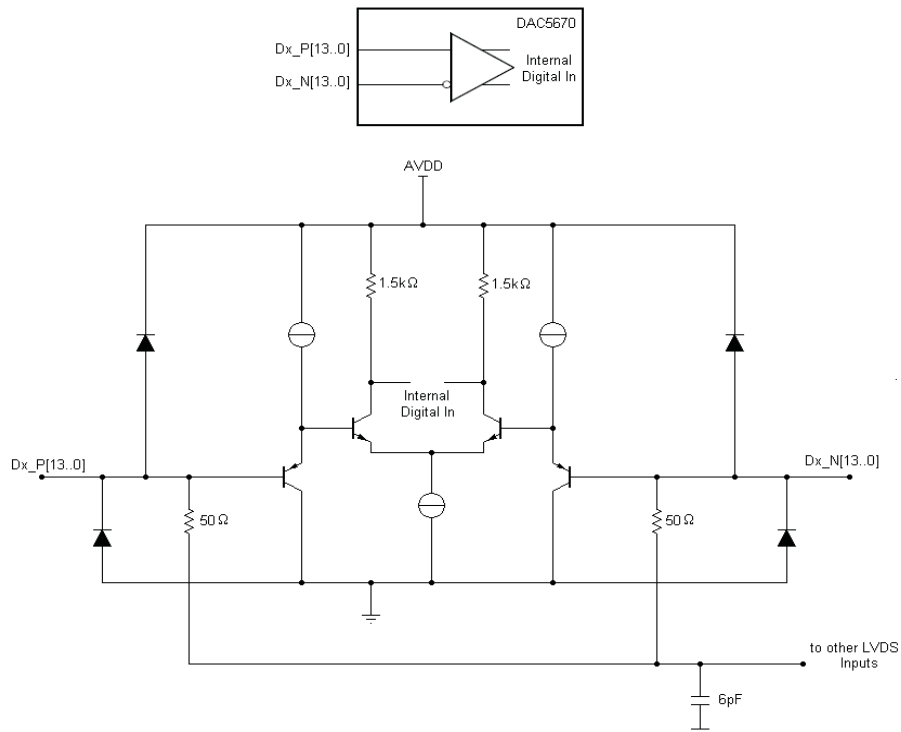 DAC5670
Dx_P[13..0]
Dx_N[13..0]
Internal
Digital In
AVDD
1.5kΩ
1.5kΩ
Internal
Digital In
Dx_P[13..0]
Dx_N[13..0]
50Ω
50Ω
to other LVDS
Inputs
6pF